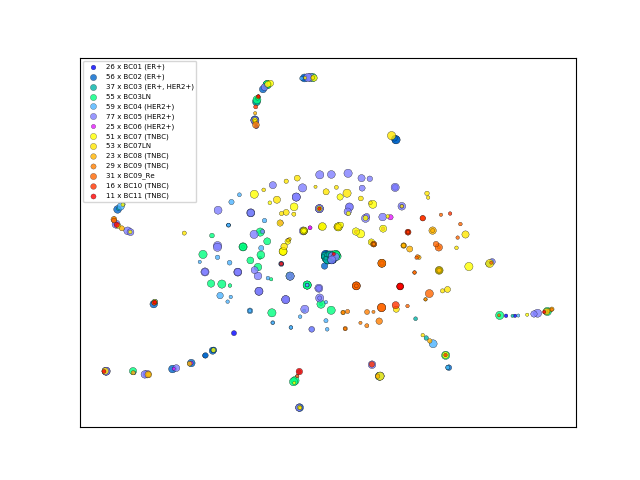 26 x BC01 (ER+)
56 x BC02 (ER+)
37 x BC03 (ER+, HER2+)
55 x BC03LN
59 x BC04 (HER2+)
77 x BC05 (HER2+)
25 x BC06 (HER2+)
51 x BC07 (TNBC)
53 x BC07LN
23 x BC08 (TNBC)
29 x BC09 (TNBC)
31 x BC09_Re
16 x BC10 (TNBC)
11 x BC11 (TNBC)